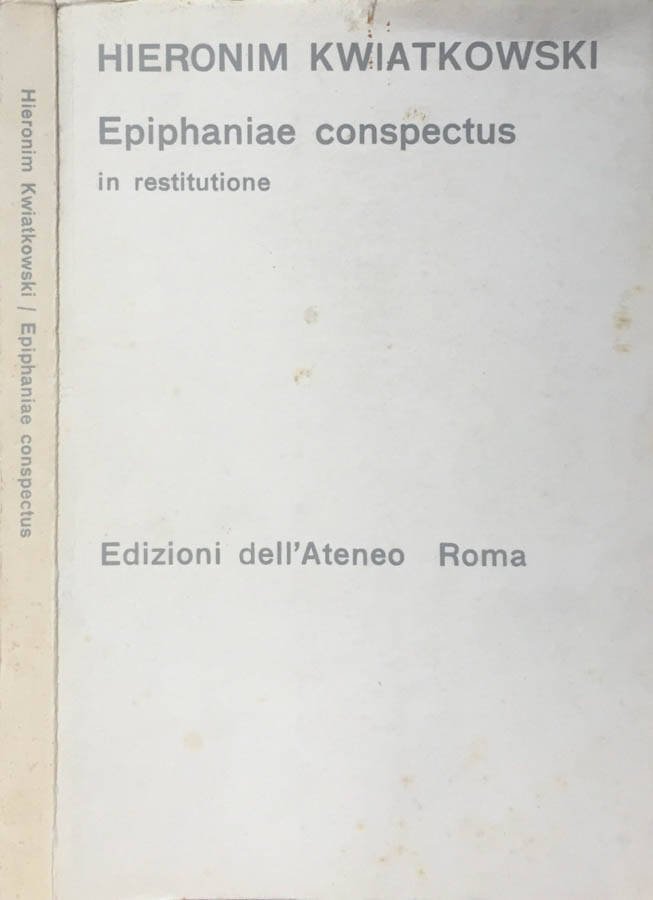 Hieronim Kwiatkowski / Epiphaniae conspectus
HIERONIM KWIATKOWSKI
Epiphaniae conspectus
in restitutione
Edizioni dell'Ateneo Roma